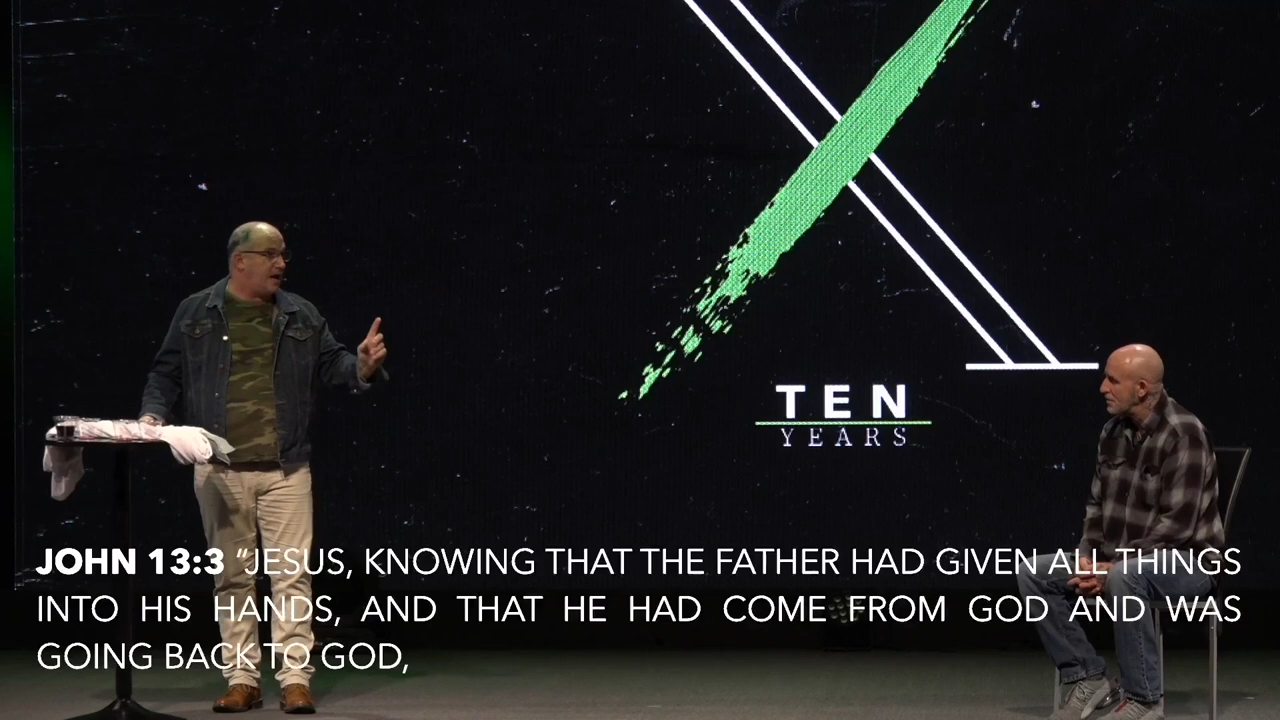 TEN
YEARS
JOHN 13:3 “JESUS, KNOWING THAT THE FATHER HAD GIVEN ALL THINGS
INTO HIS HANDS, AND THAT HE HAD COME FROM GOD AND WAS
GOING BACK TO GOD,